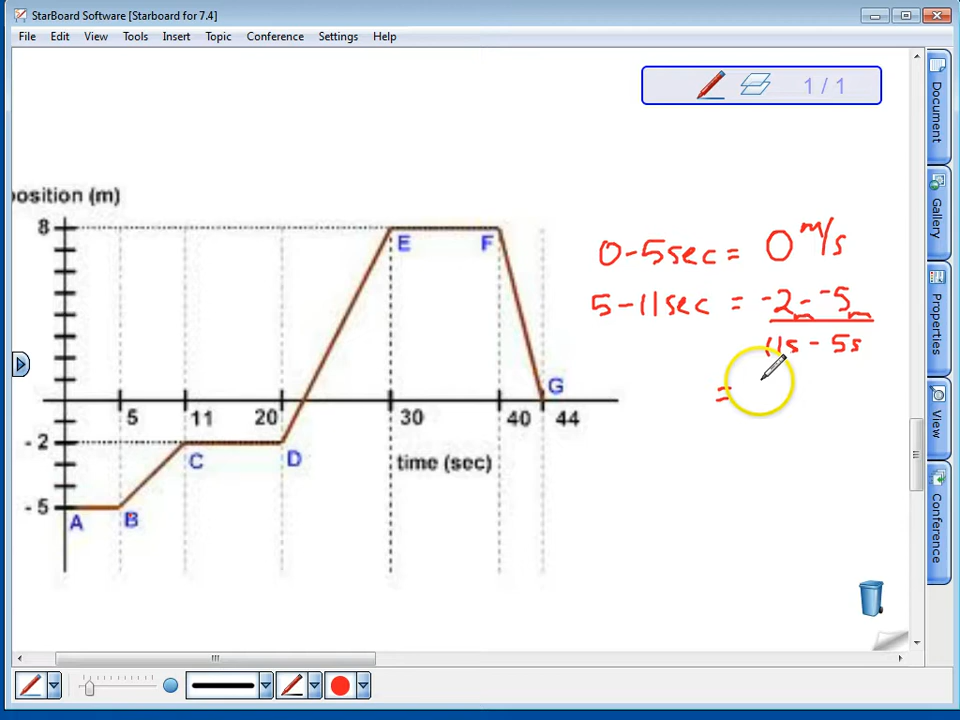 StarBoard Software [Starboard for 7.4]
File Edit View Tools Insert Topic Conference Settings Help
1 / 1
Document
Gallery
Properties
View
Conference
position (m)
8
E F
0-5sec = 0 m/s
5-11sec = -2m - -5m
11s - 5s
=
G
5 11 20 30 40 44
- 2
C D
time (sec)
- 5
A B